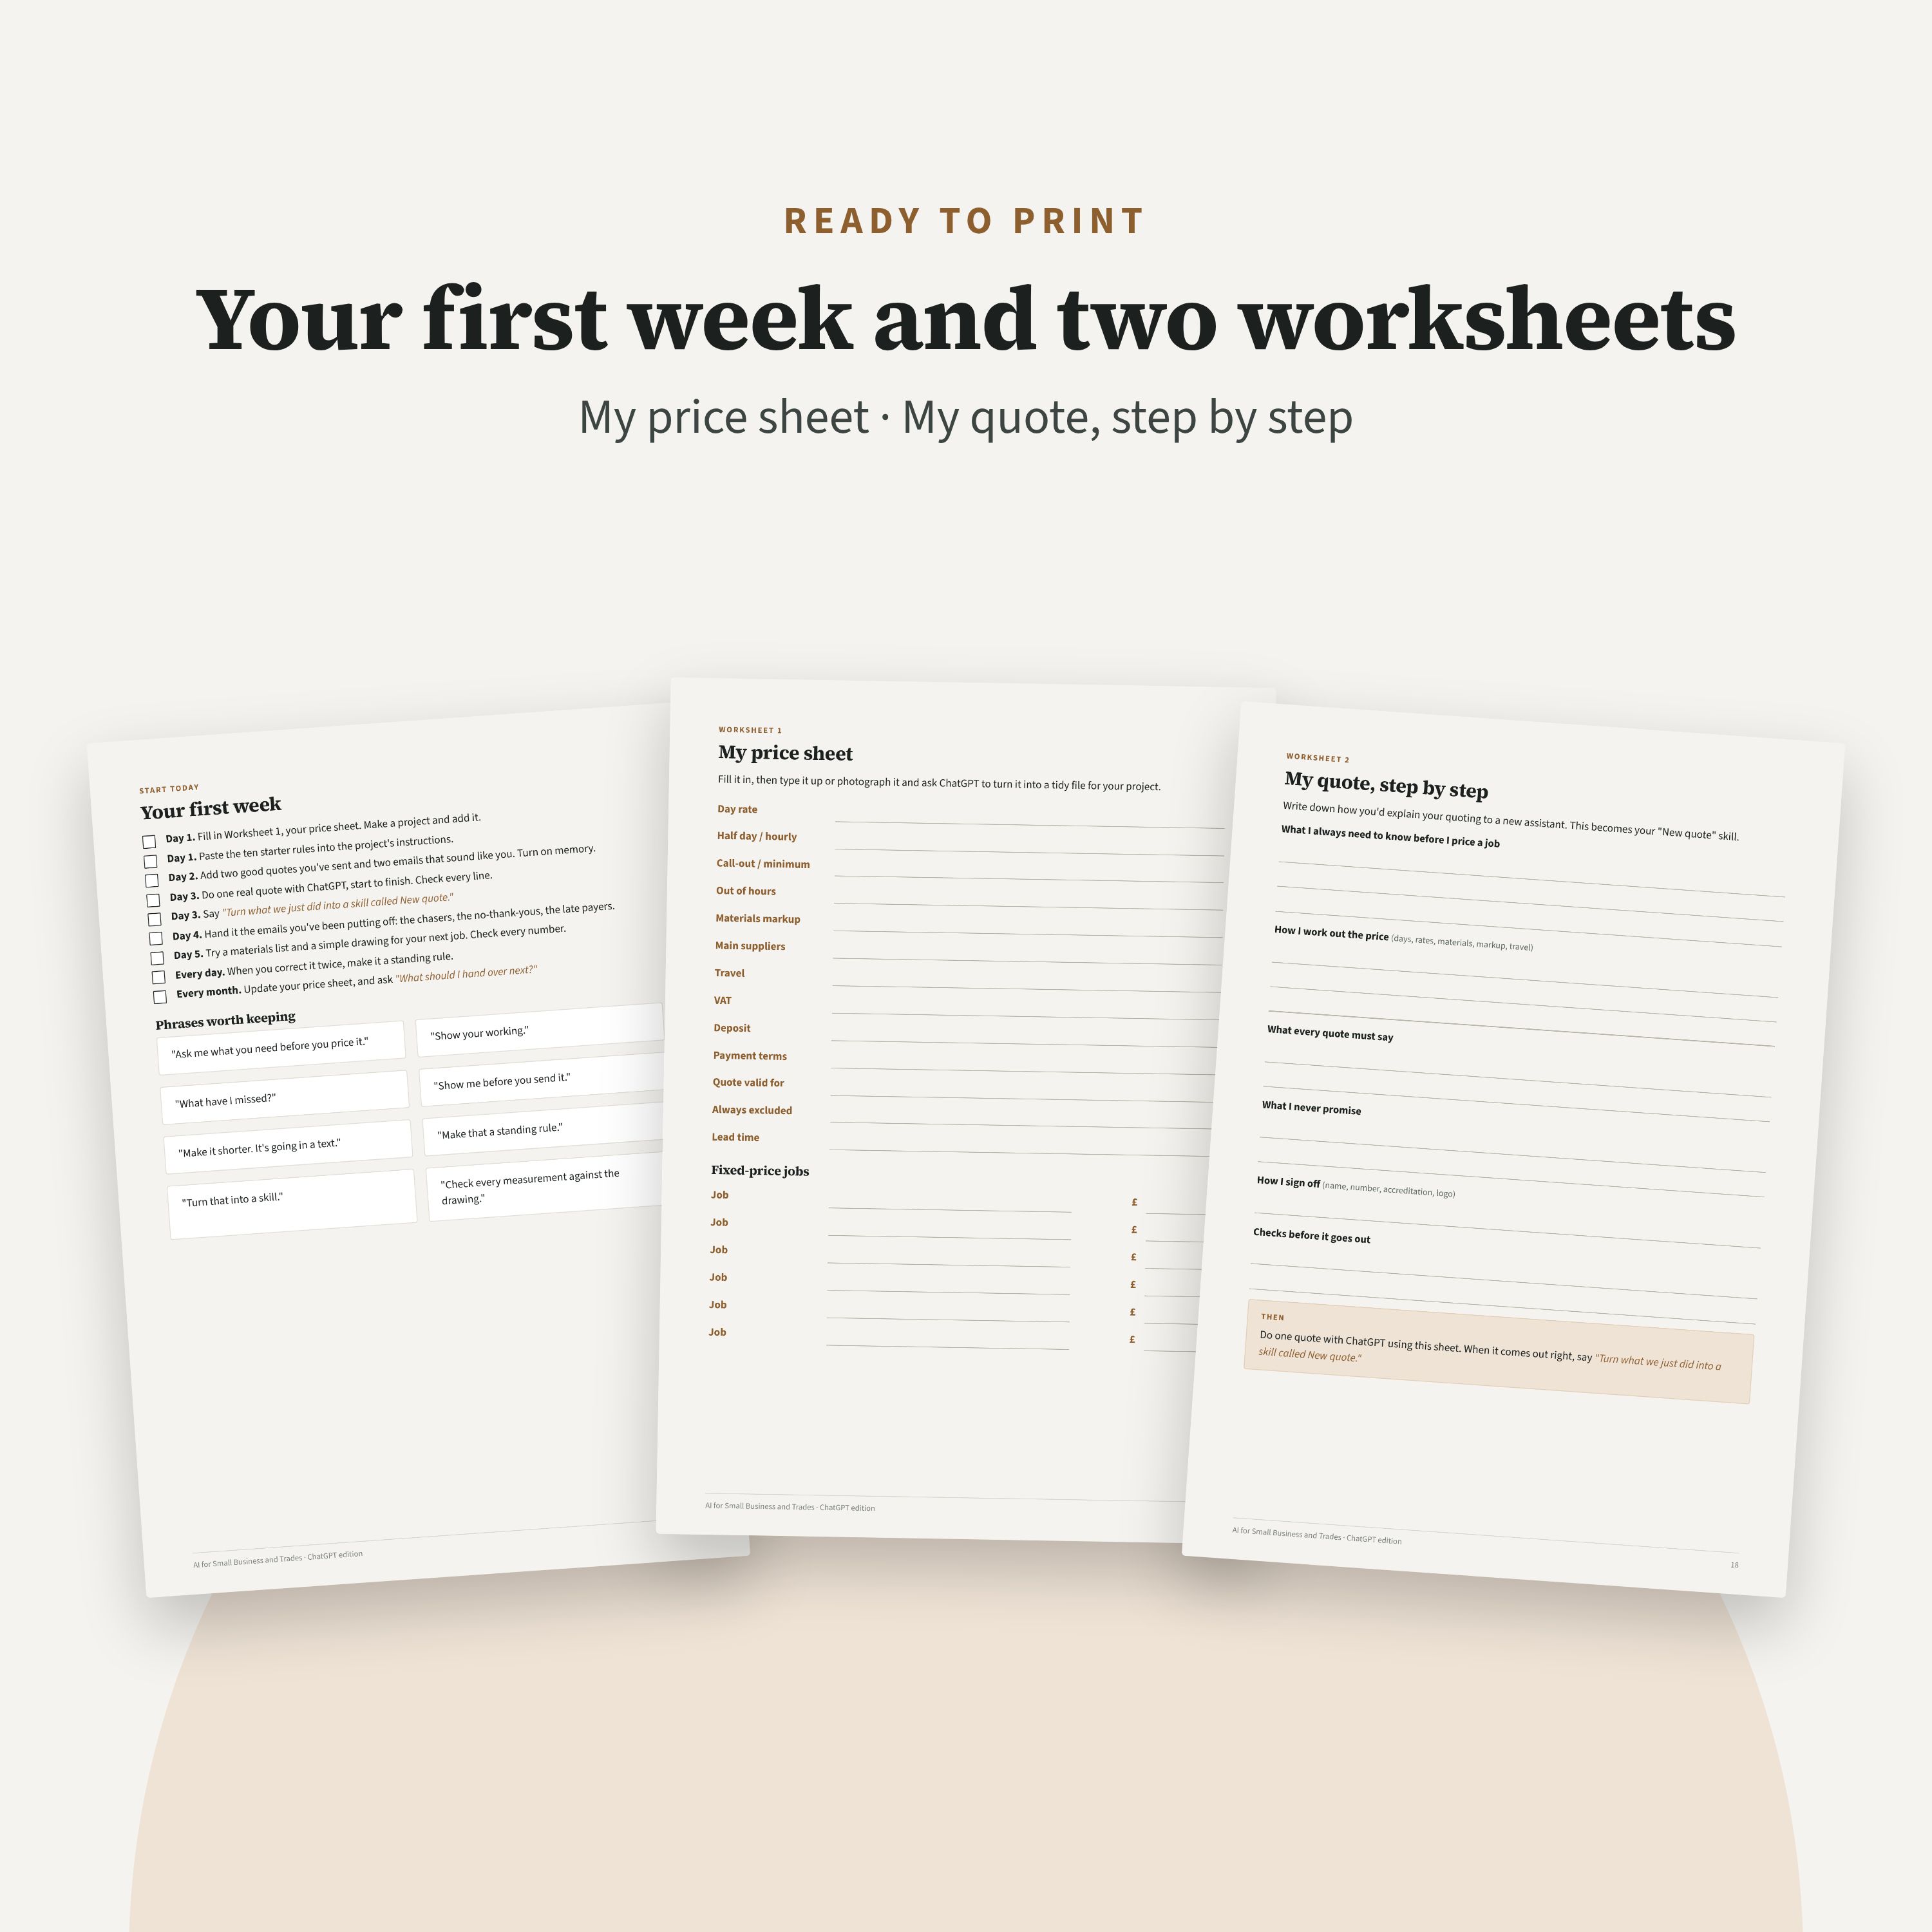 READY TO PRINT
Your first week and two worksheets
My price sheet · My quote, step by step
START TODAY
Your first week
Day 1. Fill in Worksheet 1, your price sheet. Make a project and add it.
Day 1. Paste the ten starter rules into the project's instructions.
Day 2. Add two good quotes you've sent and two emails that sound like you. Turn on memory.
Day 3. Do one real quote with ChatGPT, start to finish. Check every line.
Day 3. Say "Turn what we just did into a skill called New quote."
Day 4. Hand it the emails you've been putting off: the chasers, the no-thank-yous, the late payers.
Day 5. Try a materials list and a simple drawing for your next job. Check every number.
Every day. When you correct it twice, make it a standing rule.
Every month. Update your price sheet, and ask "What should I hand over next?"
Phrases worth keeping
"Ask me what you need before you price it."
"Show your working."
"What have I missed?"
"Show me before you send it."
"Make it shorter. It's going in a text."
"Make that a standing rule."
"Turn that into a skill."
"Check every measurement against the
drawing."
AI for Small Business and Trades · ChatGPT edition
WORKSHEET 1
My price sheet
Fill it in, then type it up or photograph it and ask ChatGPT to turn it into a tidy file for your project.
Day rate
Half day / hourly
Call-out / minimum
Out of hours
Materials markup
Main suppliers
Travel
VAT
Deposit
Payment terms
Quote valid for
Always excluded
Lead time
Fixed-price jobs
Job £
Job £
Job £
Job £
Job £
Job £
AI for Small Business and Trades · ChatGPT edition
WORKSHEET 2
My quote, step by step
Write down how you'd explain your quoting to a new assistant. This becomes your "New quote" skill.
What I always need to know before I price a job
How I work out the price (days, rates, materials, markup, travel)
What every quote must say
What I never promise
How I sign off (name, number, accreditation, logo)
Checks before it goes out
THEN
Do one quote with ChatGPT using this sheet. When it comes out right, say "Turn what we just did into a
skill called New quote."
AI for Small Business and Trades · ChatGPT edition
18